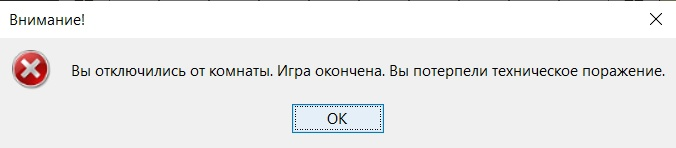 Внимание!
Вы отключились от комнаты. Игра окончена. Вы потерпели техническое поражение.
OK